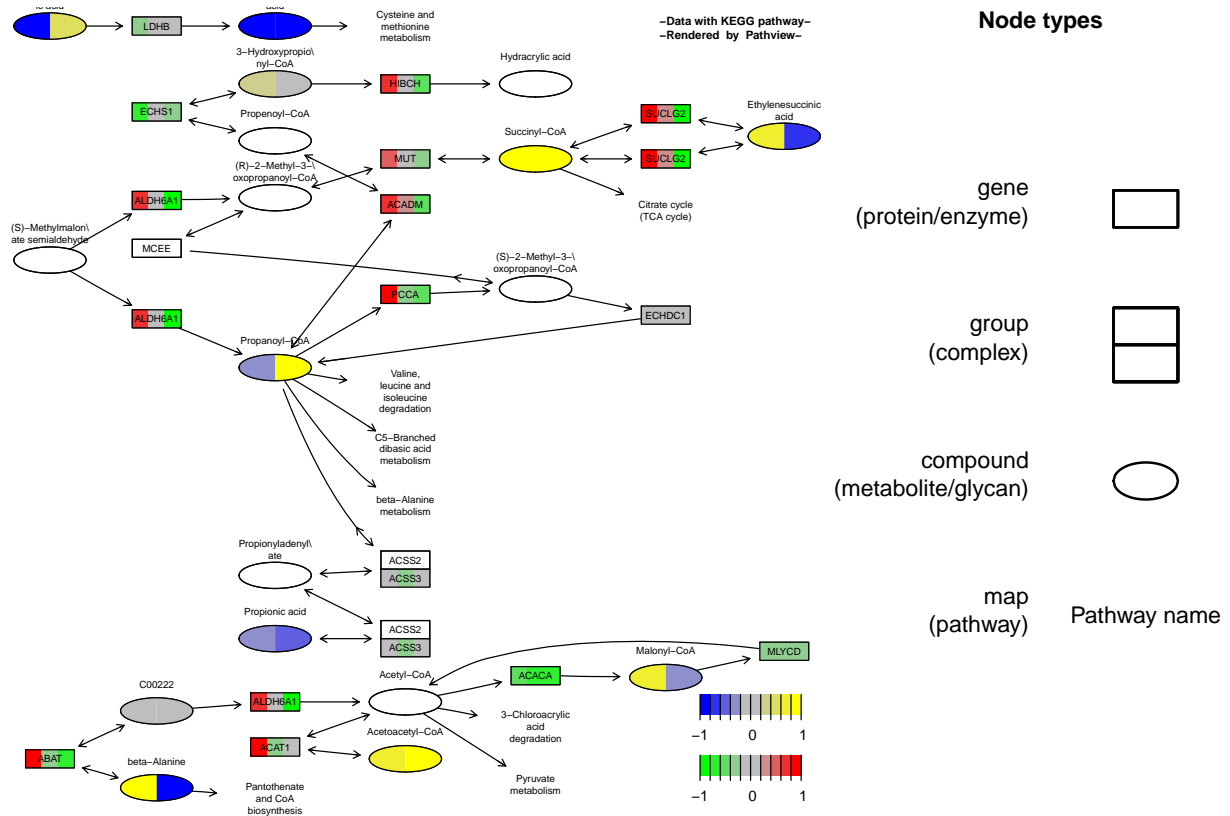 acid
LDHB
Cysteine and
methionine
metabolism
−Data with KEGG pathway−
−Rendered by Pathview−
Node types
3−Hydroxypropio\
nyl−CoA
HIBCH
Hydracrylic acid
ECHS1
Propenoyl−CoA
SUCLG2
Ethylenesuccinic
acid
Succinyl−CoA
MUT
SUCLG2
(R)−2−Methyl−3−\
oxopropanoyl−CoA
ALDH6A1
ACADM
Citrate cycle
(TCA cycle)
gene
(protein/enzyme)
(S)−Methylmalon\
ate semialdehyde
MCEE
(S)−2−Methyl−3−\
oxopropanoyl−CoA
PCCA
ALDH6A1
ECHDC1
group
(complex)
Propanoyl−CoA
Valine,
leucine and
isoleucine
degradation
C5−Branched
dibasic acid
metabolism
compound
(metabolite/glycan)
beta−Alanine
metabolism
Propionyladenyl\
ate
ACSS2
ACSS3
Propionic acid
ACSS2
ACSS3
map
(pathway)
Pathway name
MLYCD
Malonyl−CoA
Acetyl−CoA
ACACA
C00222
ALDH6A1
3−Chloroacrylic
acid
degradation
−1
0
1
ACAT1
Acetoacetyl−CoA
ABAT
beta−Alanine
Pantothenate
and CoA
biosynthesis
Pyruvate
metabolism
−1
0
1